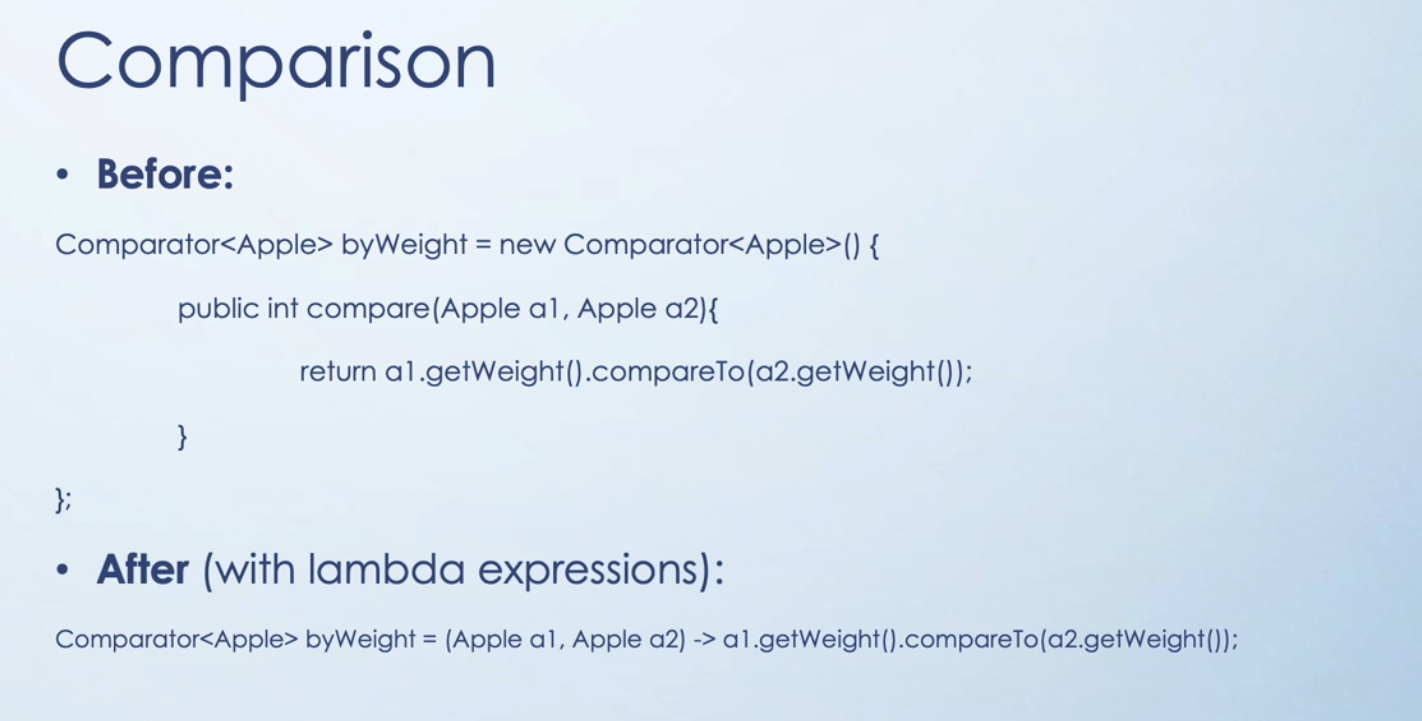 Comparison
• Before:
Comparator<Apple> byWeight = new Comparator<Apple>() {
public int compare(Apple a1, Apple a2){
return a1.getWeight().compareTo(a2.getWeight());
}
};
• After (with lambda expressions):
Comparator<Apple> byWeight = (Apple a1, Apple a2) -> a1.getWeight().compareTo(a2.getWeight());